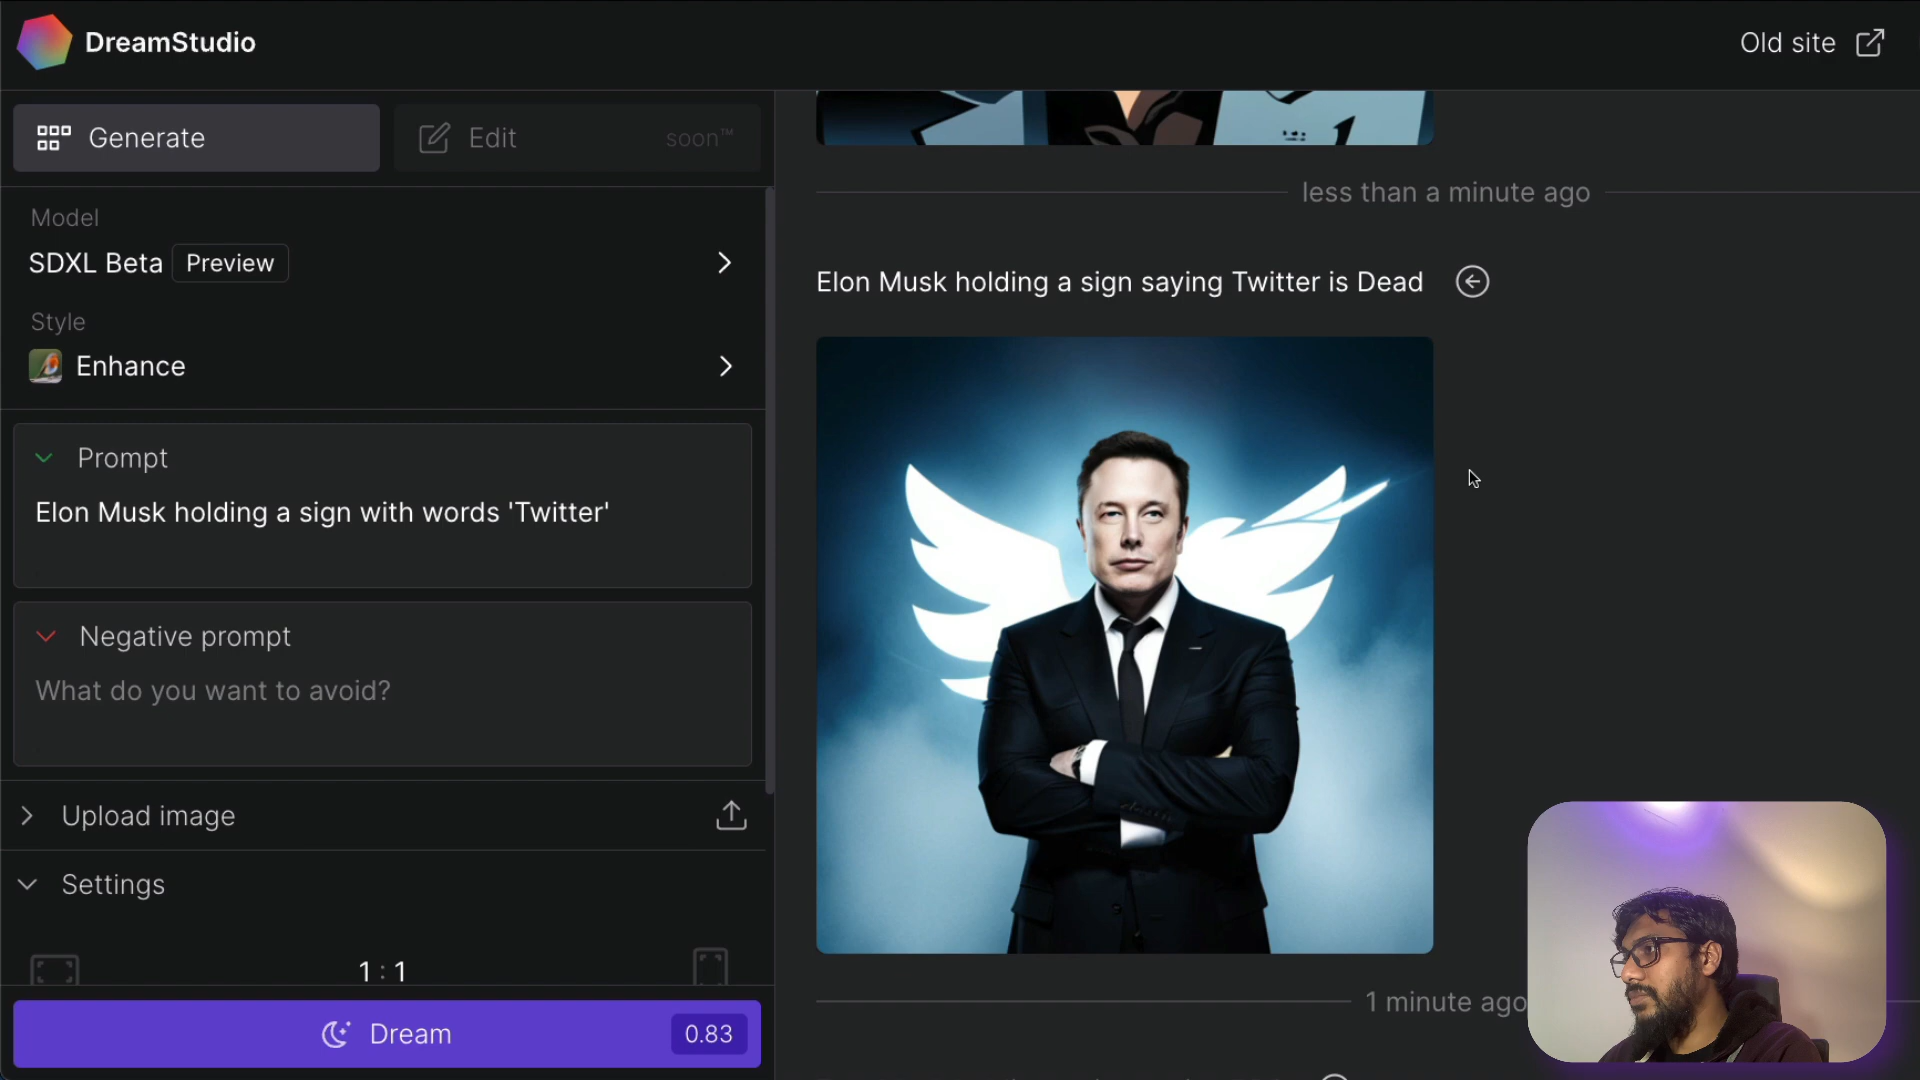 DreamStudio
Old site
Generate
Edit
soon™
Model
SDXL Beta
Preview
Style
Enhance
Prompt
Elon Musk holding a sign with words 'Twitter'
Negative prompt
What do you want to avoid?
Upload image
Settings
1 : 1
Dream
0.83
less than a minute ago
Elon Musk holding a sign saying Twitter is Dead
1 minute ago